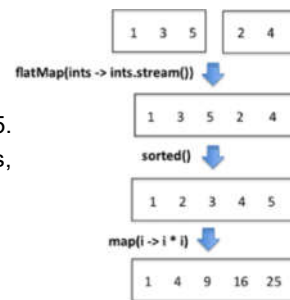 1 3 5 2 4
flatMap(ints -> ints.stream())
5.
1 3 5 2 4
s,
sorted()
1 2 3 4 5
map(i -> i * i)
1 4 9 16 25